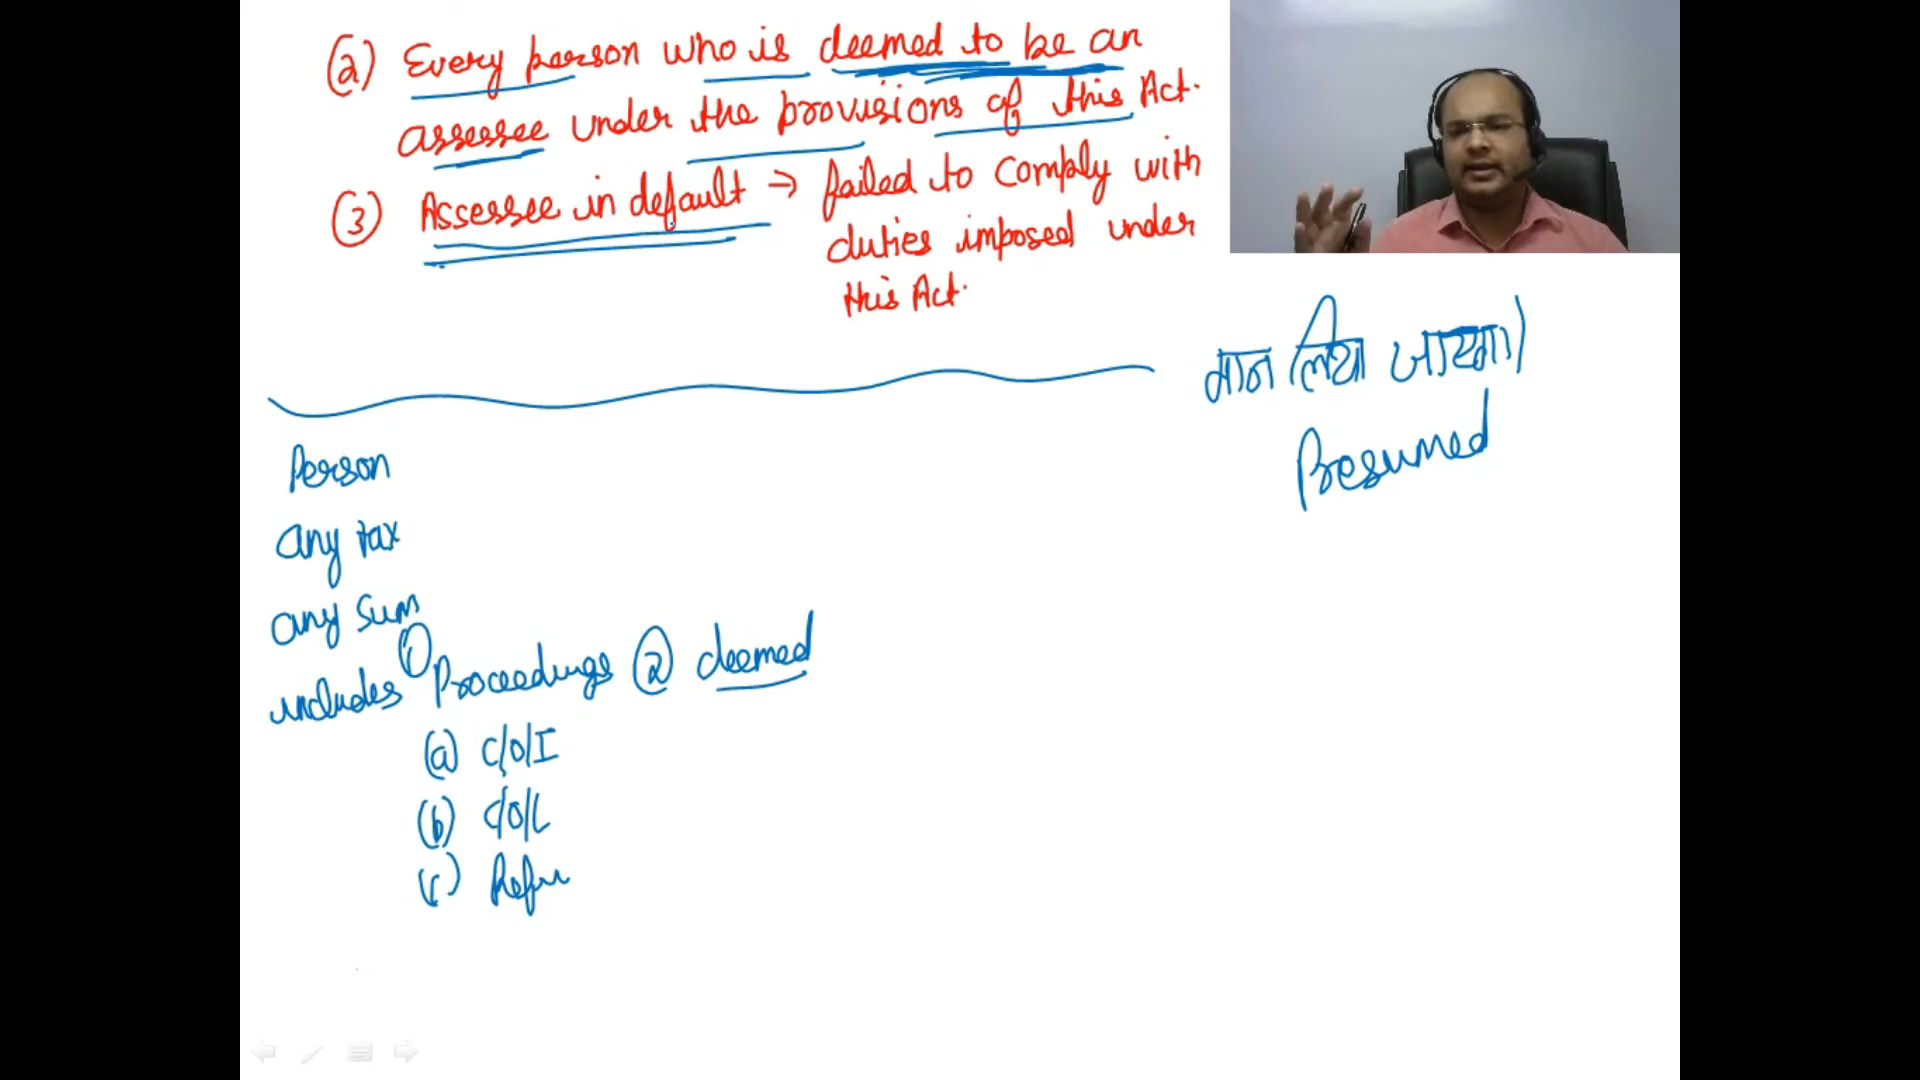 (2) Every person who is deemed to be an
assessee under the provisions of this Act.
(3) Assessee in default → failed to comply with
duties imposed under
this Act.
मान लिया जाएगा।
Presumed
Person
any tax
any sum
includes (1) Proceedings (2) deemed
(a) C/O/I
(b) C/O/L
(c) Refu